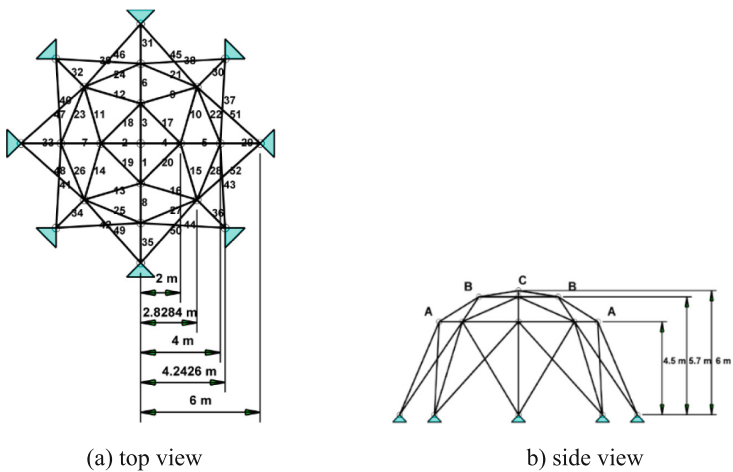 31
46 45
39 38
32 24 21 30
6
12 9
40 37
47 23 11 10 22 51
18 3 17
33 7 2 4 5 29
19 1 20
48 26 14 15 28 52
41 43
13 16
34 25 8 27 36
42 44
49 50
35
2 m
2.8284 m
4 m
4.2426 m
6 m
(a) top view
C
B B
A A
4.5 m 5.7 m 6 m
b) side view